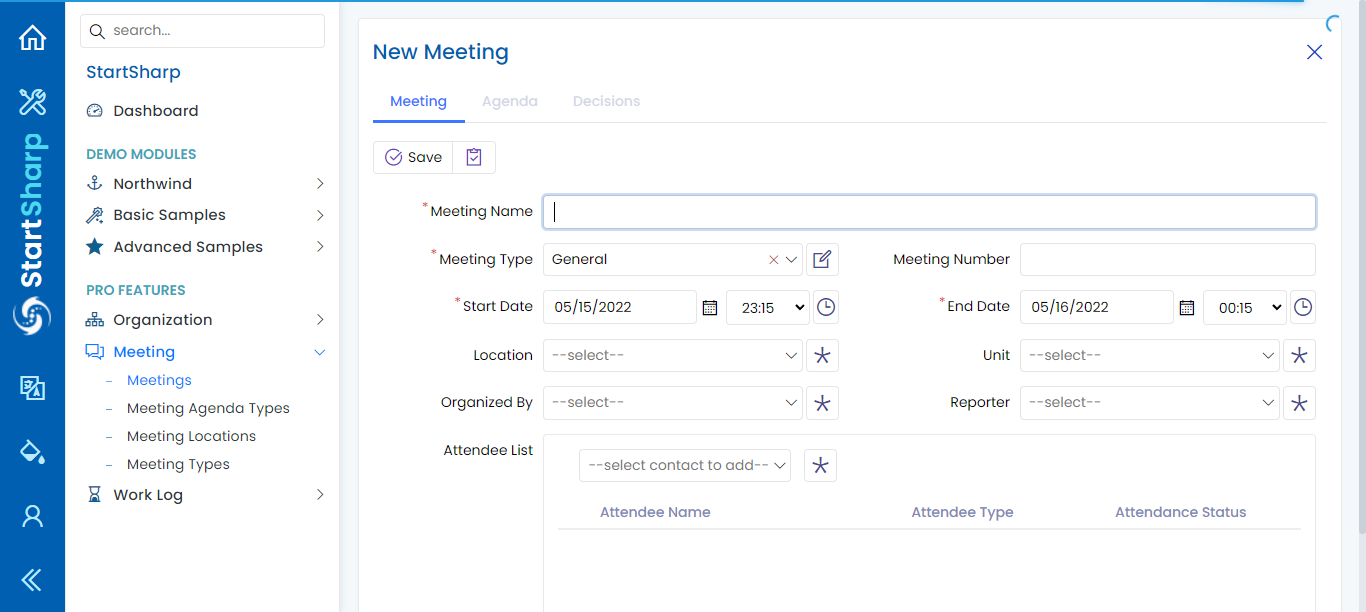 search...
StartSharp
Dashboard
DEMO MODULES
Northwind
Basic Samples
Advanced Samples
PRO FEATURES
Organization
Meeting
Meetings
Meeting Agenda Types
Meeting Locations
Meeting Types
Work Log
StartSharp
New Meeting
Meeting Agenda Decisions
Save
*Meeting Name
*Meeting Type General Meeting Number
*Start Date 05/15/2022 23:15 *End Date 05/16/2022 00:15
Location --select-- Unit --select--
Organized By --select-- Reporter --select--
Attendee List
--select contact to add--
Attendee Name Attendee Type Attendance Status